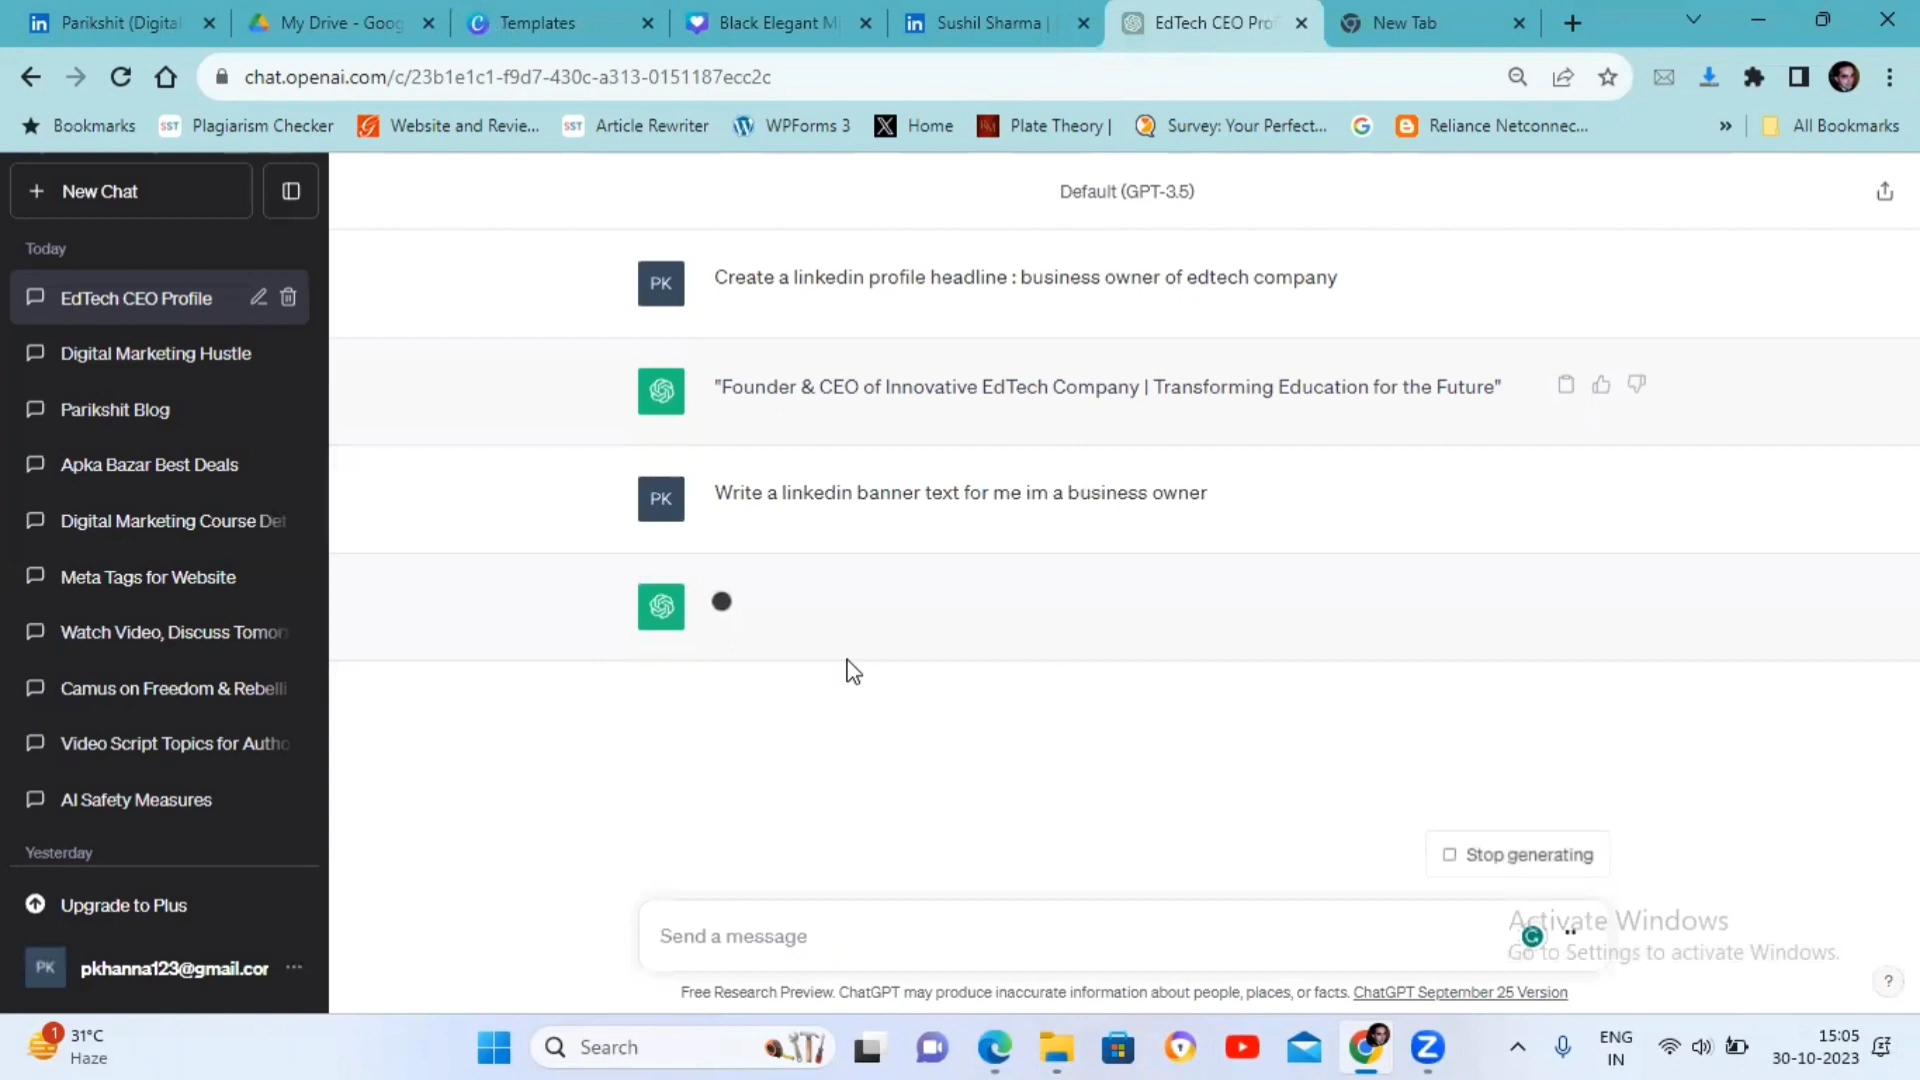 Parikshit (Digital
My Drive - Goog
Templates
Black Elegant M
Sushil Sharma |
EdTech CEO Pro
New Tab
chat.openai.com/c/23b1e1c1-f9d7-430c-a313-0151187ecc2c
Bookmarks
SST Plagiarism Checker
Website and Revie...
SST Article Rewriter
WPForms 3
Home
Plate Theory |
Survey: Your Perfect...
Reliance Netconnec...
»
All Bookmarks
+ New Chat
Default (GPT-3.5)
Today
EdTech CEO Profile
Digital Marketing Hustle
Parikshit Blog
Apka Bazar Best Deals
Digital Marketing Course Det
Meta Tags for Website
Watch Video, Discuss Tomor
Camus on Freedom & Rebelli
Video Script Topics for Autho
AI Safety Measures
Yesterday
Upgrade to Plus
PK pkhanna123@gmail.cor ...
PK Create a linkedin profile headline : business owner of edtech company
"Founder & CEO of Innovative EdTech Company | Transforming Education for the Future"
PK Write a linkedin banner text for me im a business owner
Stop generating
Send a message
Activate Windows
Go to Settings to activate Windows.
Free Research Preview. ChatGPT may produce inaccurate information about people, places, or facts. ChatGPT September 25 Version
?
1
31°C
Haze
Search
ENG
IN
15:05
30-10-2023